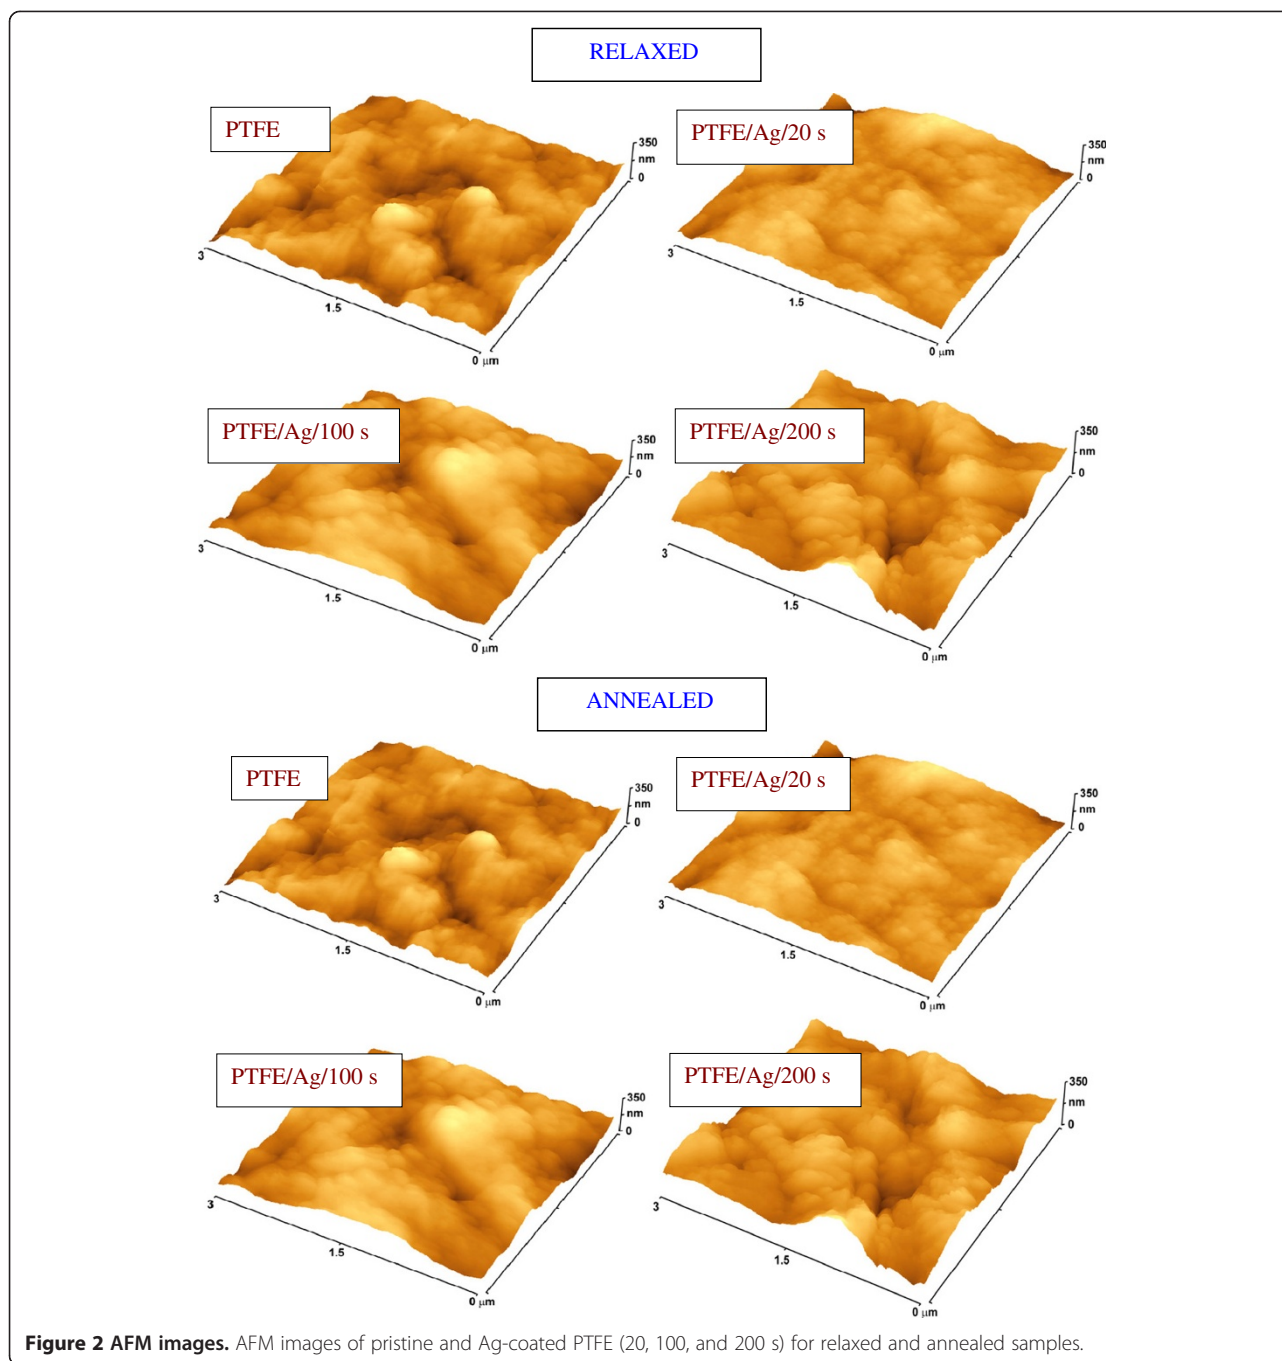 RELAXED
PTFE
350
nm
0
3
1.5
0 μm
PTFE/Ag/20 s
350
nm
0
3
1.5
0 μm
PTFE/Ag/100 s
350
nm
0
3
1.5
0 μm
PTFE/Ag/200 s
350
nm
0
3
1.5
0 μm
ANNEALED
PTFE
350
nm
0
3
1.5
0 μm
PTFE/Ag/20 s
350
nm
0
3
1.5
0 μm
PTFE/Ag/100 s
350
nm
0
3
1.5
0 μm
PTFE/Ag/200 s
350
nm
0
3
1.5
0 μm
Figure 2 AFM images. AFM images of pristine and Ag-coated PTFE (20, 100, and 200 s) for relaxed and annealed samples.